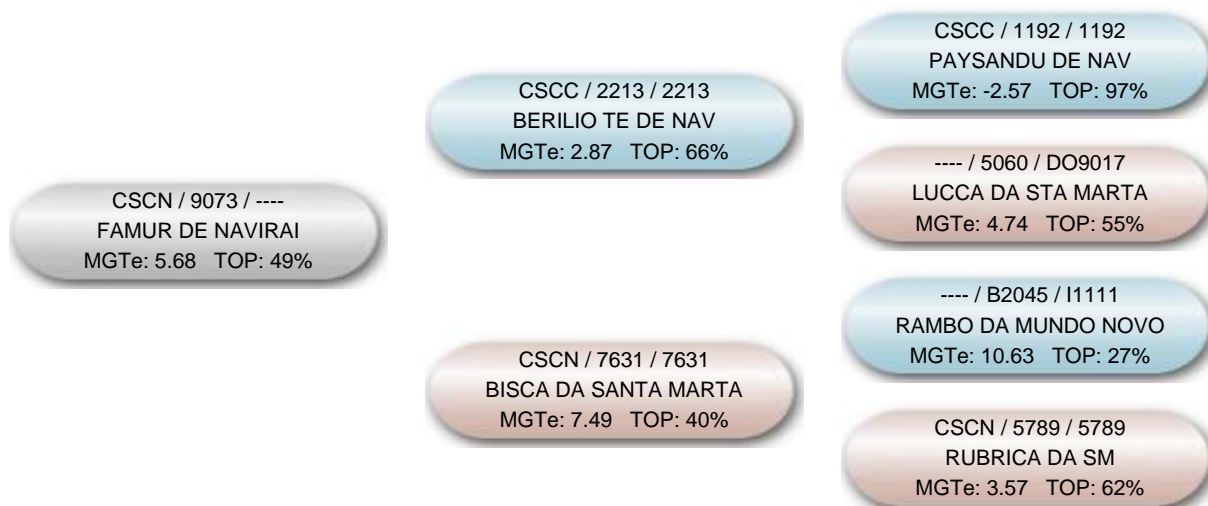 CSCN / 9073 / ----
FAMUR DE NAVIRAI
MGTe: 5.68 TOP: 49%
CSCC / 2213 / 2213
BERILIO TE DE NAV
MGTe: 2.87 TOP: 66%
CSCN / 7631 / 7631
BISCA DA SANTA MARTA
MGTe: 7.49 TOP: 40%
CSCC / 1192 / 1192
PAYSANDU DE NAV
MGTe: -2.57 TOP: 97%
---- / 5060 / DO9017
LUCCA DA STA MARTA
MGTe: 4.74 TOP: 55%
---- / B2045 / I1111
RAMBO DA MUNDO NOVO
MGTe: 10.63 TOP: 27%
CSCN / 5789 / 5789
RUBRICA DA SM
MGTe: 3.57 TOP: 62%